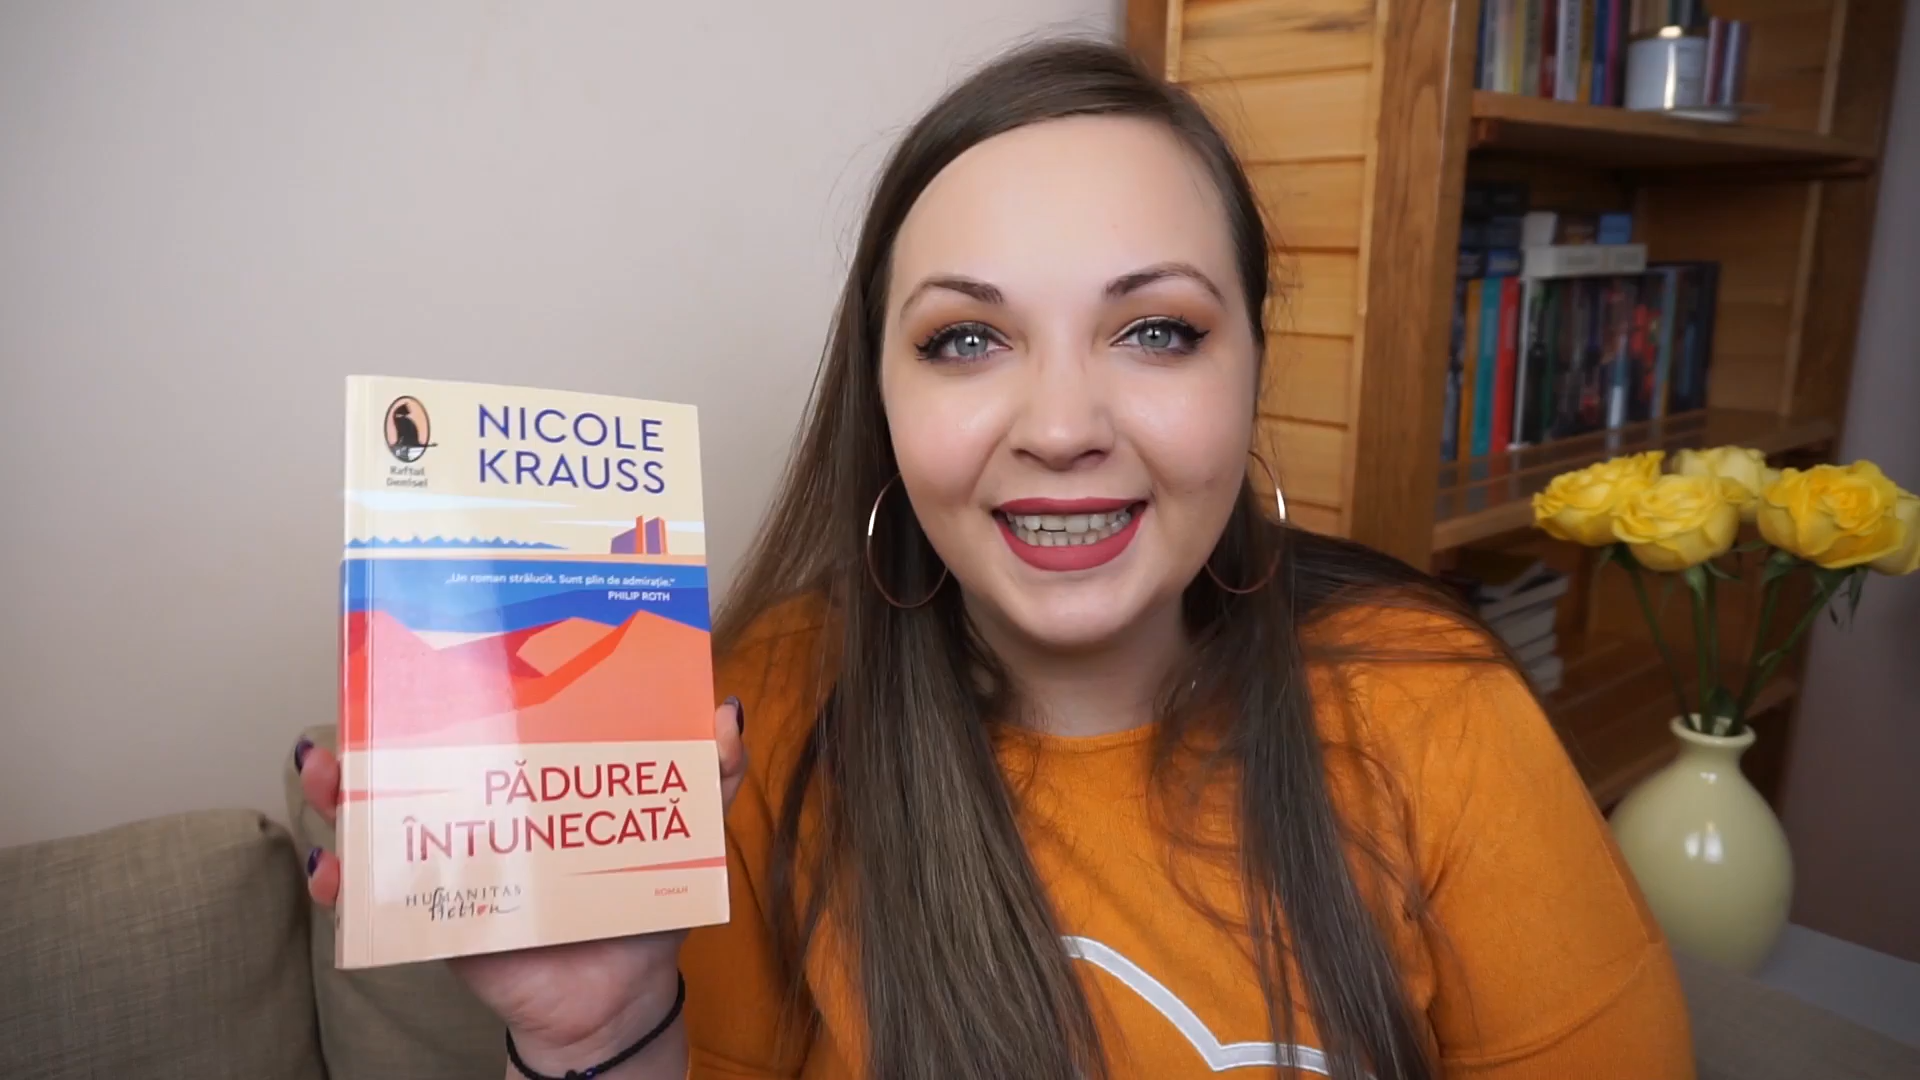 NICOLE
KRAUSS
Raftul
Denisei
„Un roman strălucit. Sunt plin de admirație.”
PHILIP ROTH
PĂDUREA
ÎNTUNECATĂ
HUMANITAS
fiction
ROMAN